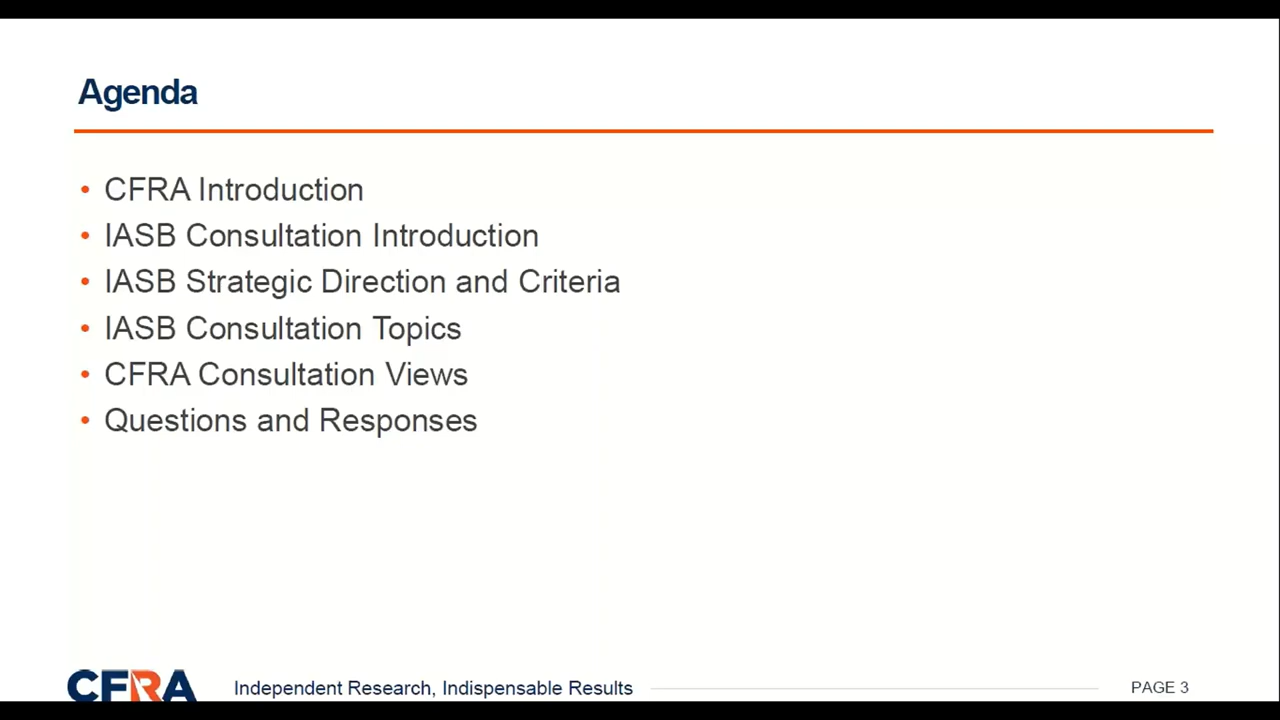 Agenda
• CFRA Introduction
• IASB Consultation Introduction
• IASB Strategic Direction and Criteria
• IASB Consultation Topics
• CFRA Consultation Views
• Questions and Responses
CFRA Independent Research, Indispensable Results PAGE 3